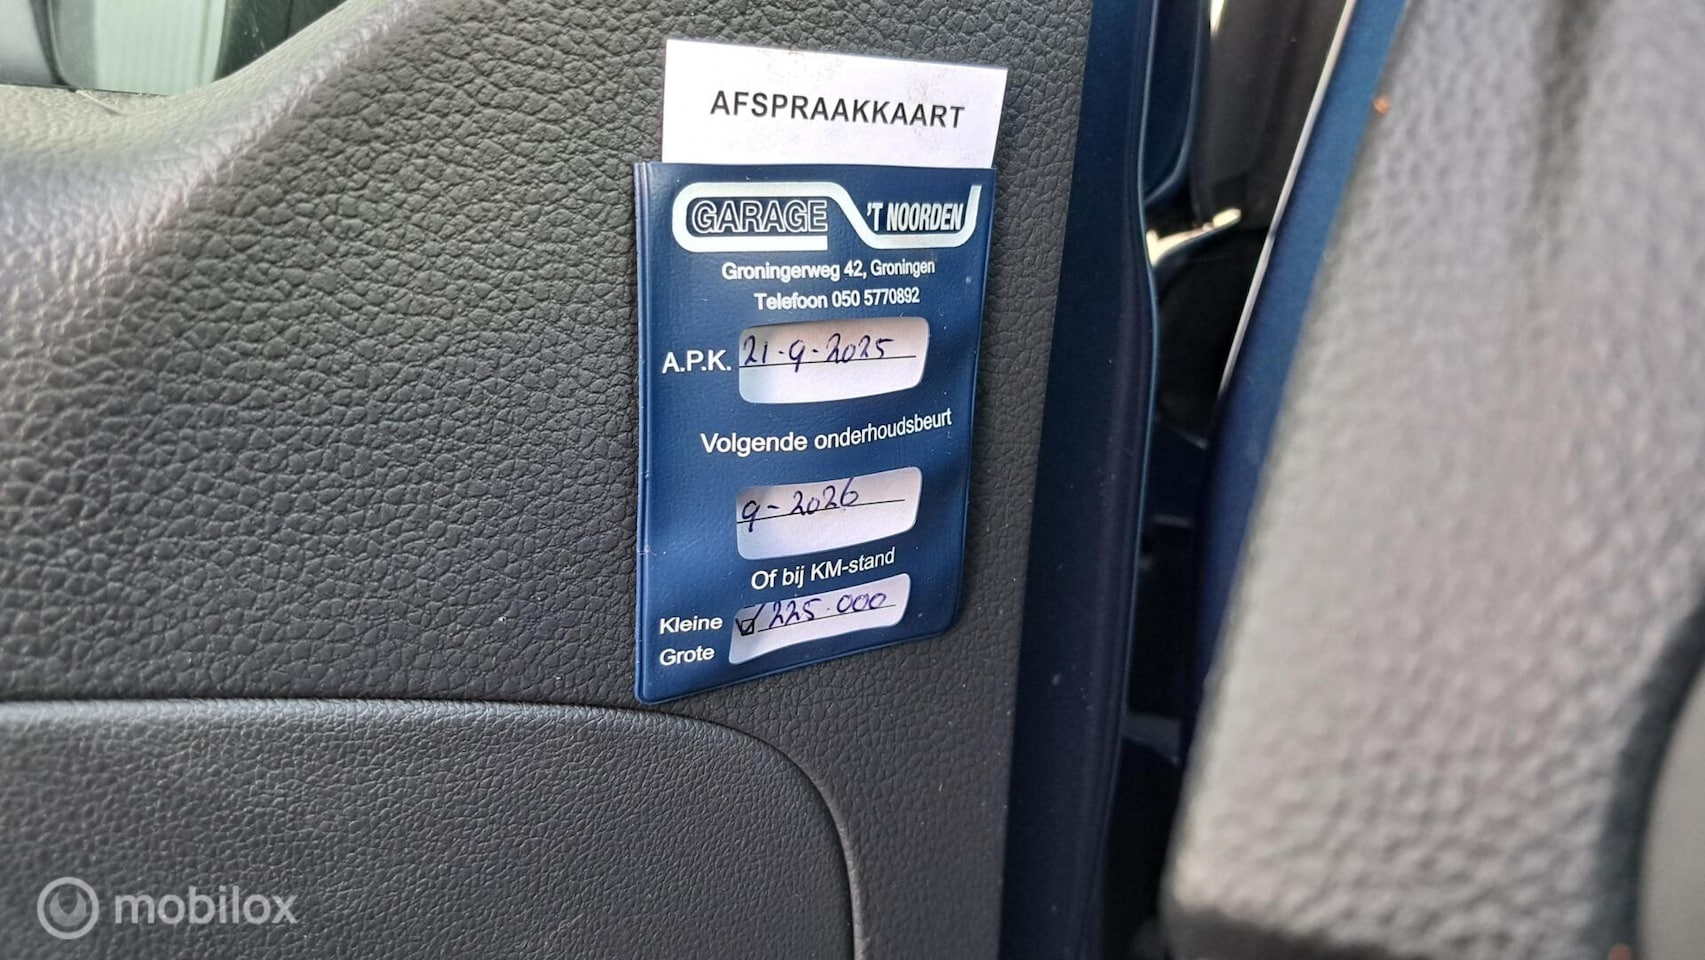 AFSPRAAKKAART
GARAGE 'T NOORDEN
Groningerweg 42, Groningen
Telefoon 050 5770892
A.P.K. 21-9-2025
Volgende onderhoudsbeurt
9-2026
Of bij KM-stand
Kleine 225.000
Grote
mobilox